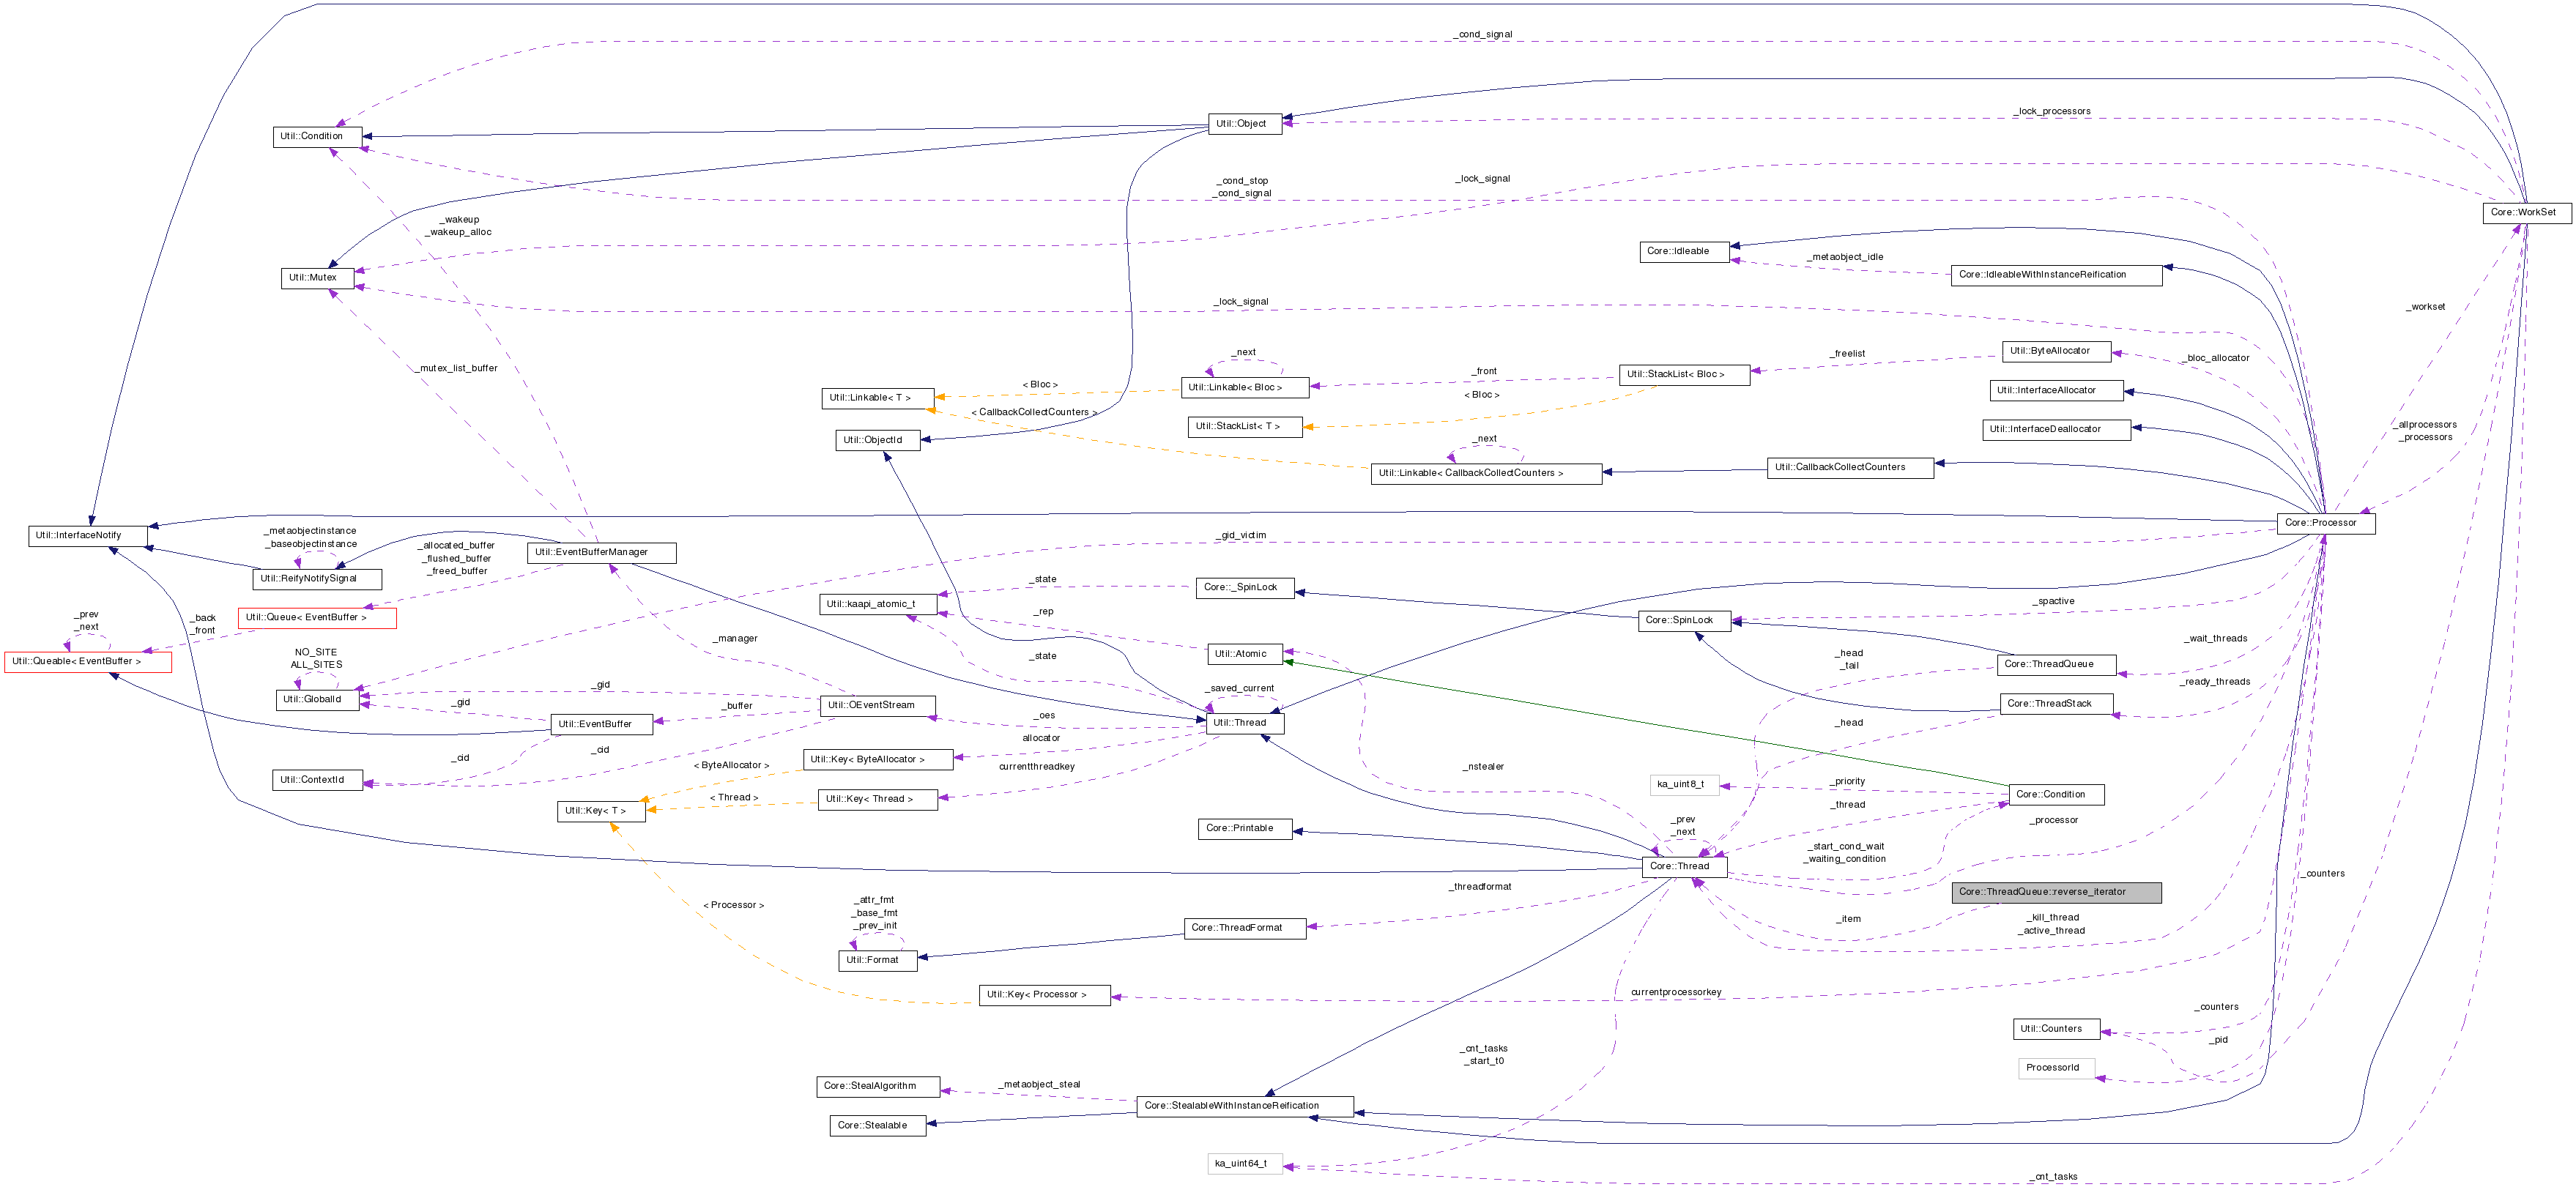 _cond_signal
_lock_processors
Util::Object
Util::Condition
_cond_stop
_cond_signal
_lock_signal
Core::WorkSet
_wakeup
_wakeup_alloc
Core::Idleable
_metaobject_idle
Core::IdleableWithInstanceReification
Util::Mutex
_lock_signal
_workset
_next
_freelist
Util::ByteAllocator
_bloc_allocator
_mutex_list_buffer
_front
Util::StackList< Bloc >
< Bloc >
Util::Linkable< Bloc >
Util::InterfaceAllocator
Util::Linkable< T >
< Bloc >
< CallbackCollectCounters >
Util::StackList< T >
Util::InterfaceDeallocator
_allprocessors
_processors
Util::ObjectId
_next
Util::Linkable< CallbackCollectCounters >
Util::CallbackCollectCounters
Core::Processor
_metaobjectinstance
_baseobjectinstance
Util::InterfaceNotify
_gid_victim
_allocated_buffer
_flushed_buffer
_freed_buffer
Util::EventBufferManager
Util::ReifyNotifySignal
_state
Core::_SpinLock
_spactive
Util::kaapi_atomic_t
_rep
Util::Queue< EventBuffer >
_prev
_next
_back
_front
Core::SpinLock
_manager
_wait_threads
NO_SITE
ALL_SITES
Util::Queable< EventBuffer >
_state
Util::Atomic
_head
_tail
Core::ThreadQueue
_gid
_saved_current
_ready_threads
Util::GlobalId
_gid
Util::OEventStream
Core::ThreadStack
_buffer
Util::EventBuffer
_oes
Util::Thread
_head
_cid
_cid
allocator
Util::Key< ByteAllocator >
_nstealer
Util::ContextId
< ByteAllocator >
currentthreadkey
ka_uint8_t
_priority
Core::Condition
< Thread >
Util::Key< Thread >
Util::Key< T >
_thread
Core::Printable
_prev
_next
_processor
_start_cond_wait
_waiting_condition
Core::Thread
_counters
_threadformat
Core::ThreadQueue::reverse_iterator
< Processor >
_attr_fmt
_base_fmt
_prev_init
_item
_kill_thread
_active_thread
Core::ThreadFormat
Util::Format
Util::Key< Processor >
currentprocessorkey
_counters
Util::Counters
_pid
_cnt_tasks
_start_t0
ProcessorId
Core::StealAlgorithm
_metaobject_steal
Core::StealableWithInstanceReification
Core::Stealable
ka_uint64_t
_cnt_tasks